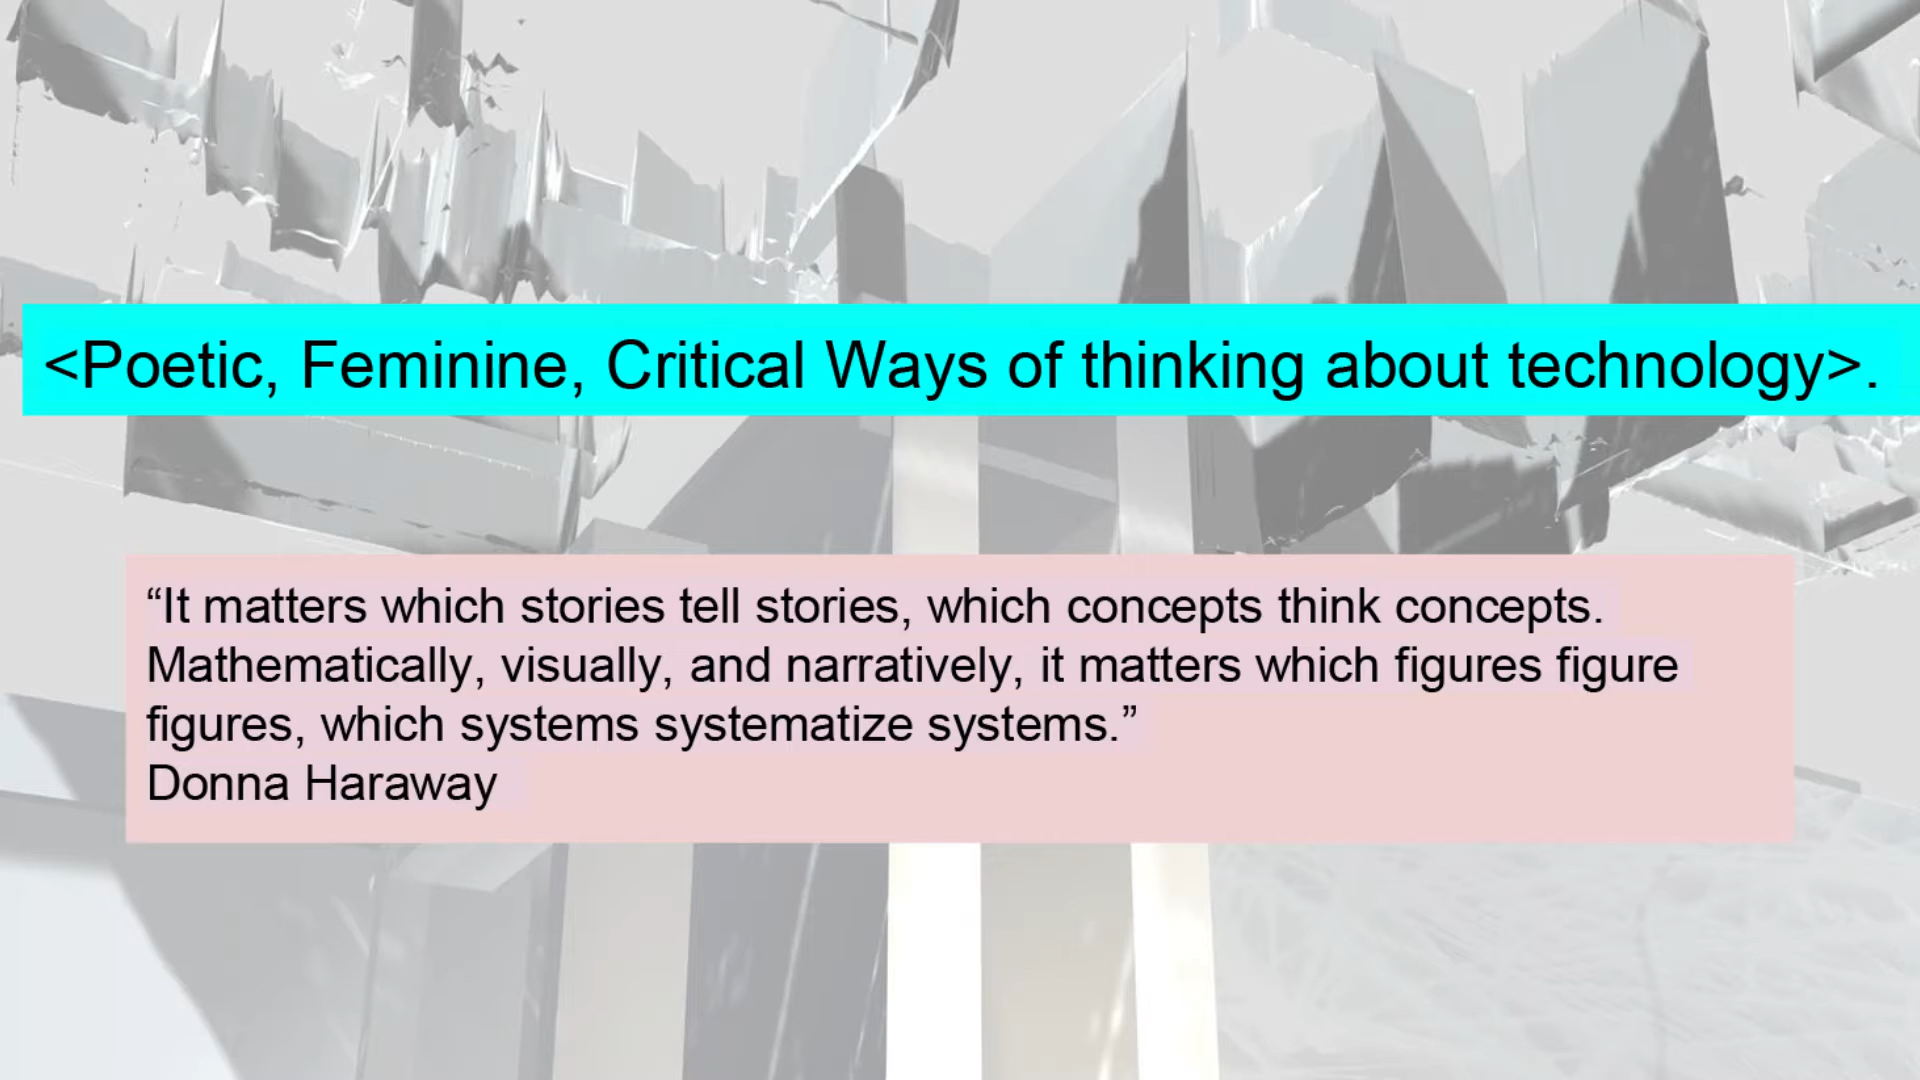 <Poetic, Feminine, Critical Ways of thinking about technology>.
“It matters which stories tell stories, which concepts think concepts.
Mathematically, visually, and narratively, it matters which figures figure
figures, which systems systematize systems.”
Donna Haraway